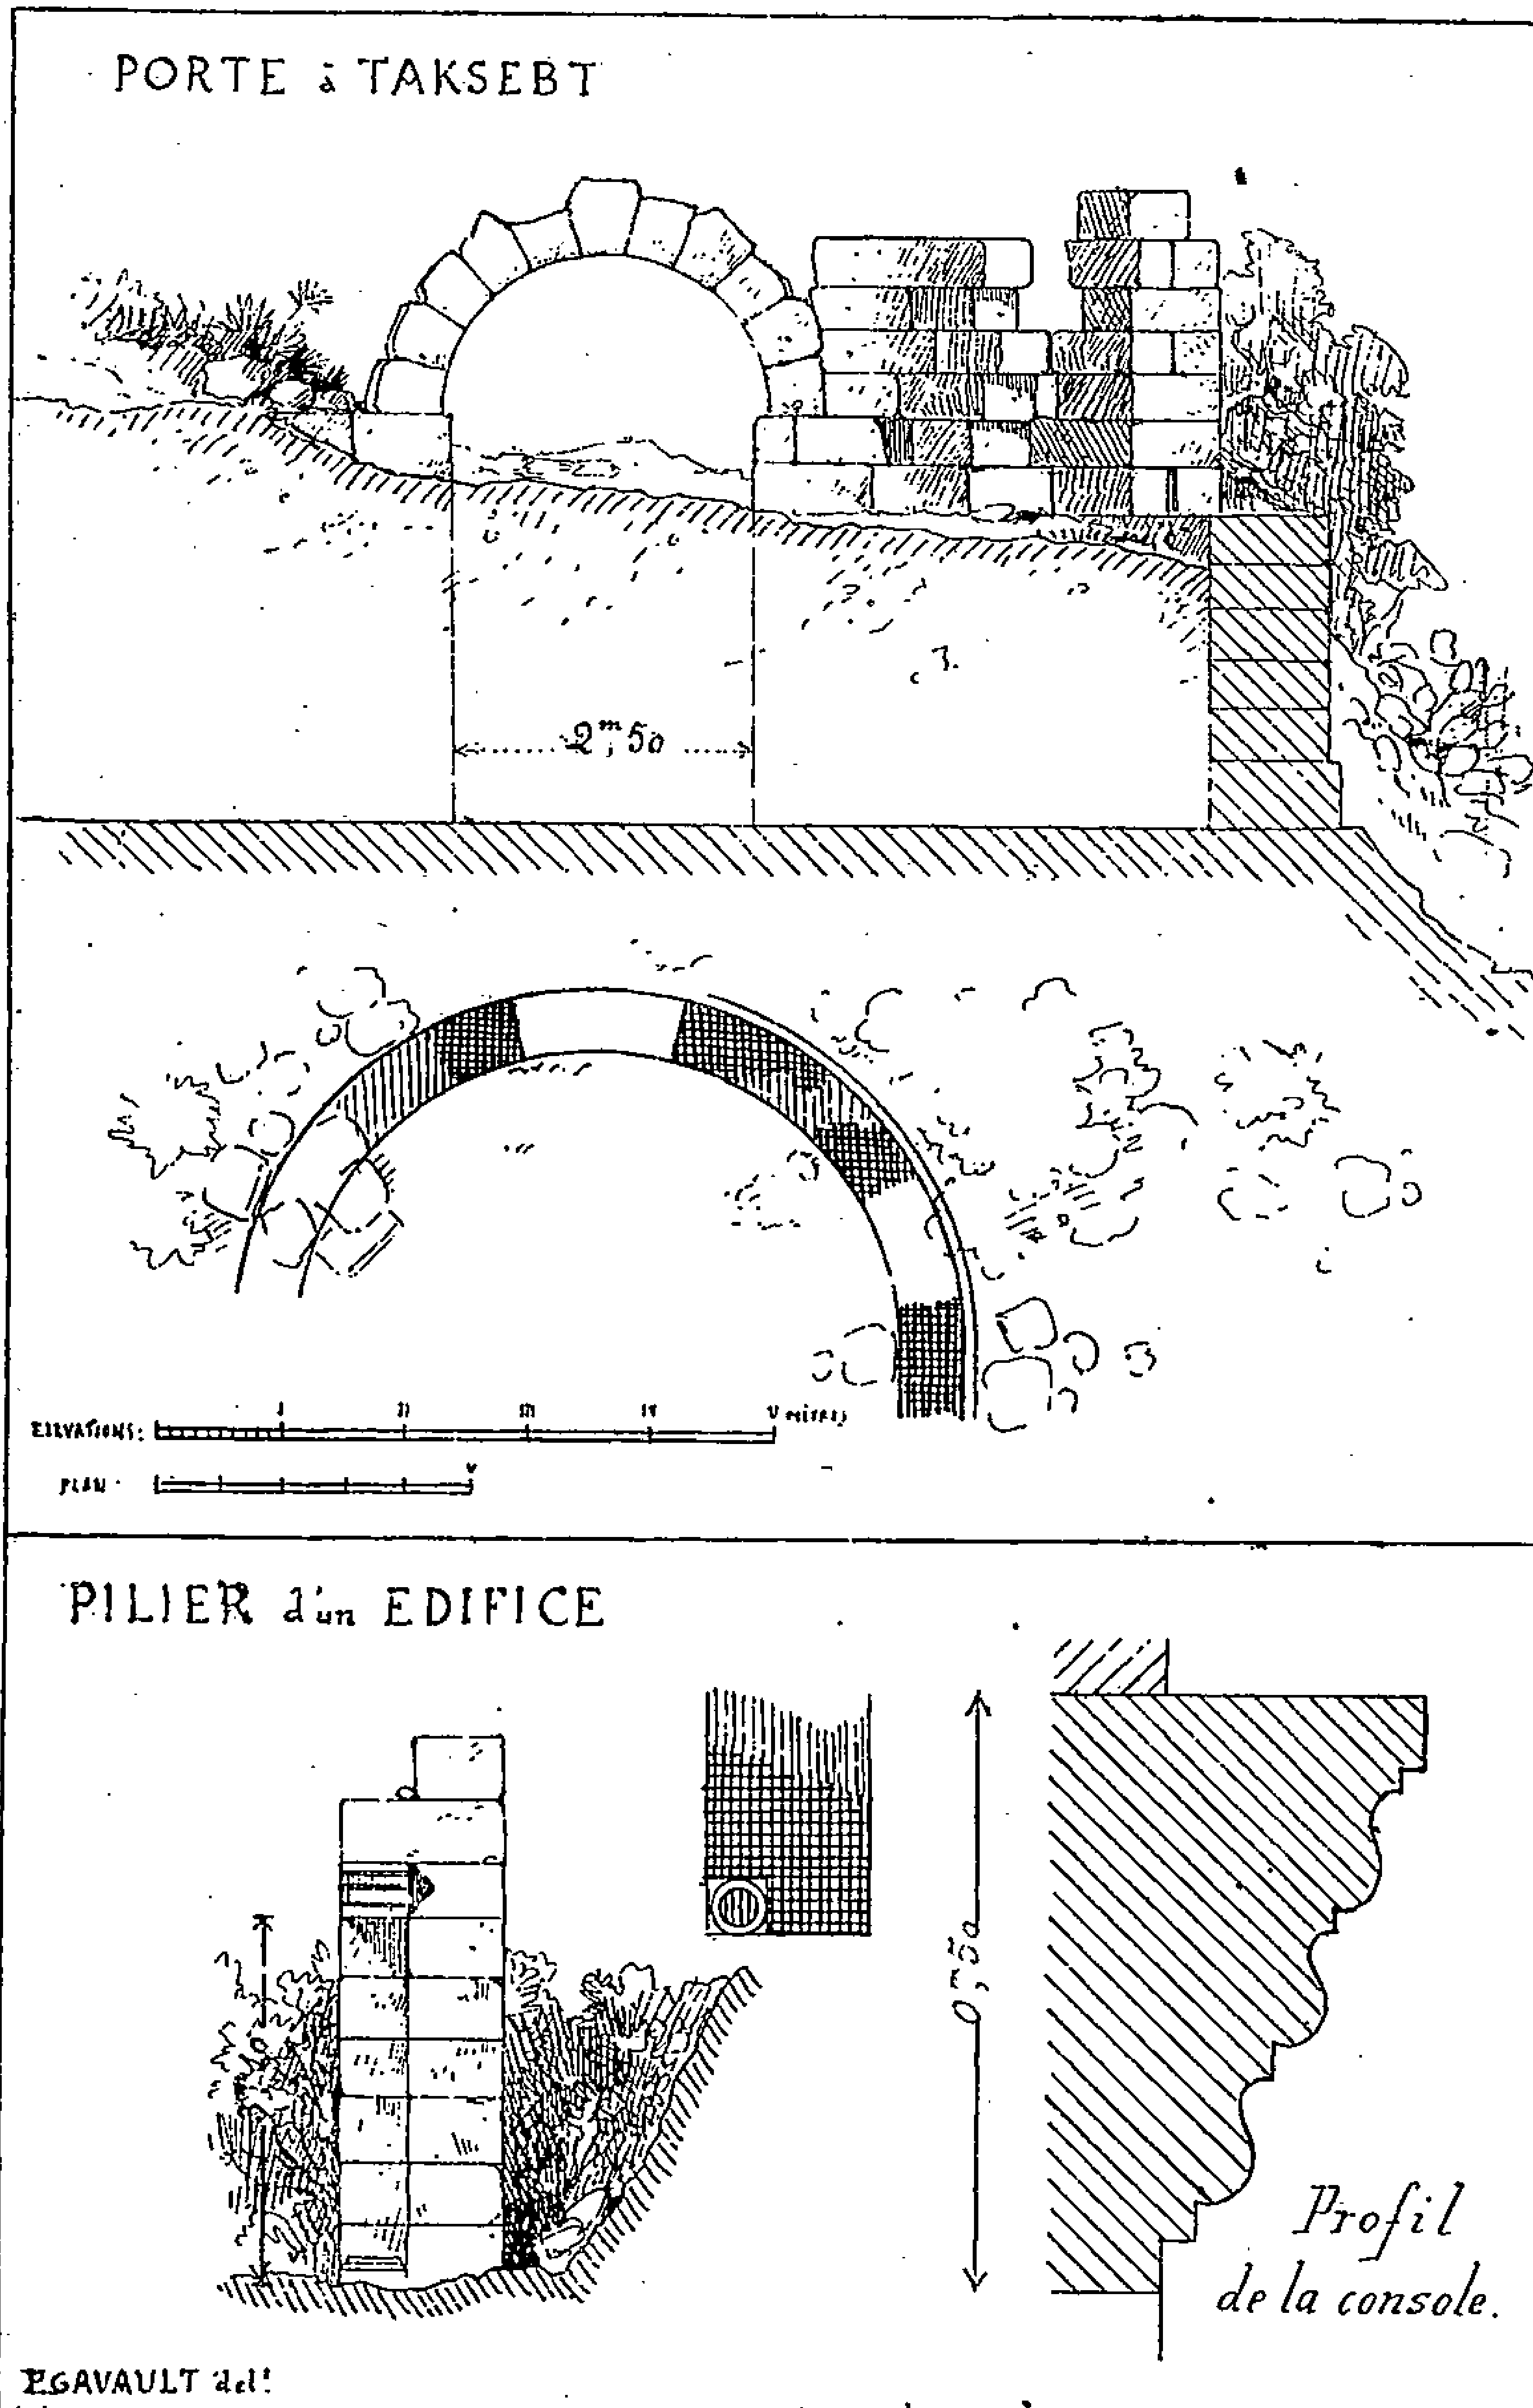 PORTE à TAKSEBT
2m,50
ELEVATIONS: I II III IV V mètres
PLAN V
PILIER d'un EDIFICE
0m,50
Profil
de la console.
P.GAVAULT delt